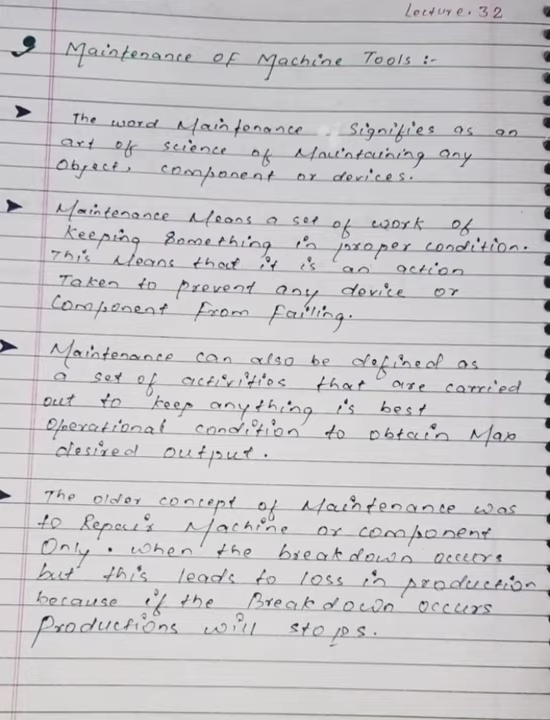 Lecture. 32
9 Maintenance of Machine Tools :-
The word Maintenance Signifies as an
art of science of Maintaining any
Object, component or devices.
Maintenance Means a set of work of
keeping Something in proper condition.
This Means that it is an action
Taken to prevent any device or
Component from failing.
Maintenance can also be defined as
a set of activities that are carried
out to keep anything is best
Operational condition to obtain Max
desired output.
The older concept of Maintenance was
to Repair Machine or component
Only. when the breakdown occurs
but this leads to loss in production
because if the Breakdown occurs
Productions will stops.